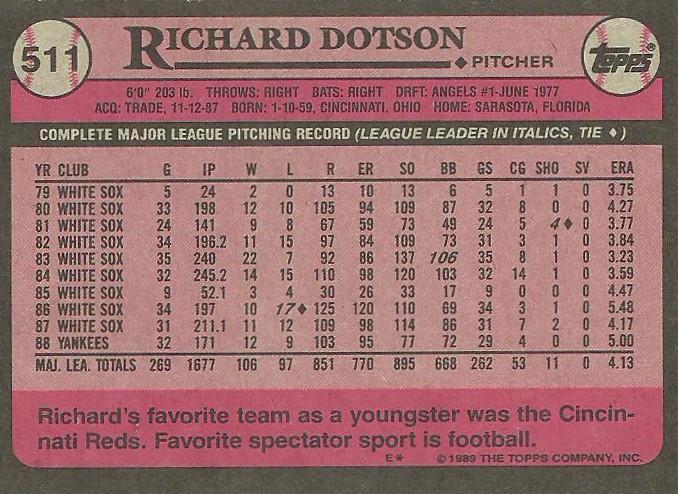 511
RICHARD DOTSON
♦ PITCHER
Topps®
6'0" 203 lb. THROWS: RIGHT BATS: RIGHT DRFT: ANGELS #1-JUNE 1977
ACQ: TRADE, 11-12-87 BORN: 1-10-59, CINCINNATI, OHIO HOME: SARASOTA, FLORIDA
COMPLETE MAJOR LEAGUE PITCHING RECORD (LEAGUE LEADER IN ITALICS, TIE ♦)
YR CLUB G IP W L R ER SO BB GS CG SHO SV ERA
79 WHITE SOX 5 24 2 0 13 10 13 6 5 1 1 0 3.75
80 WHITE SOX 33 198 12 10 105 94 109 87 32 8 0 0 4.27
81 WHITE SOX 24 141 9 8 67 59 73 49 24 5 4♦ 0 3.77
82 WHITE SOX 34 196.2 11 15 97 84 109 73 31 3 1 0 3.84
83 WHITE SOX 35 240 22 7 92 86 137 106 35 8 1 0 3.23
84 WHITE SOX 32 245.2 14 15 110 98 120 103 32 14 1 0 3.59
85 WHITE SOX 9 52.1 3 4 30 26 33 17 9 0 0 0 4.47
86 WHITE SOX 34 197 10 17♦ 125 120 110 69 34 3 1 0 5.48
87 WHITE SOX 31 211.1 11 12 109 98 114 86 31 7 2 0 4.17
88 YANKEES 32 171 12 9 103 95 77 72 29 4 0 0 5.00
MAJ. LEA. TOTALS 269 1677 106 97 851 770 895 668 262 53 11 0 4.13
Richard's favorite team as a youngster was the Cincin-
nati Reds. Favorite spectator sport is football.
E* ©1989 THE TOPPS COMPANY, INC.